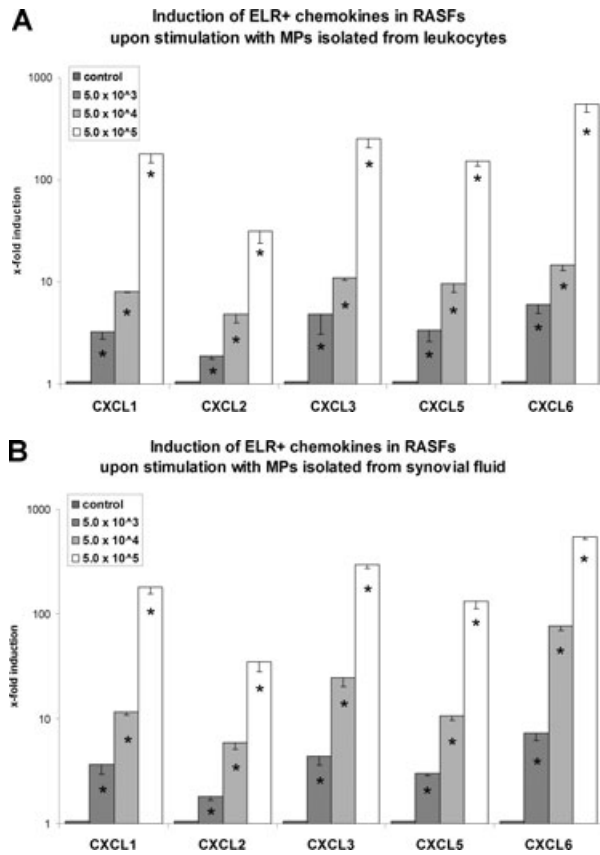 A
Induction of ELR+ chemokines in RASFs
upon stimulation with MPs isolated from leukocytes
1000
100
10
1
x-fold induction
control
5.0 x 10^3
5.0 x 10^4
5.0 x 10^5
CXCL1 CXCL2 CXCL3 CXCL5 CXCL6
B
Induction of ELR+ chemokines in RASFs
upon stimulation with MPs isolated from synovial fluid
1000
100
10
1
x-fold induction
control
5.0 x 10^3
5.0 x 10^4
5.0 x 10^5
CXCL1 CXCL2 CXCL3 CXCL5 CXCL6